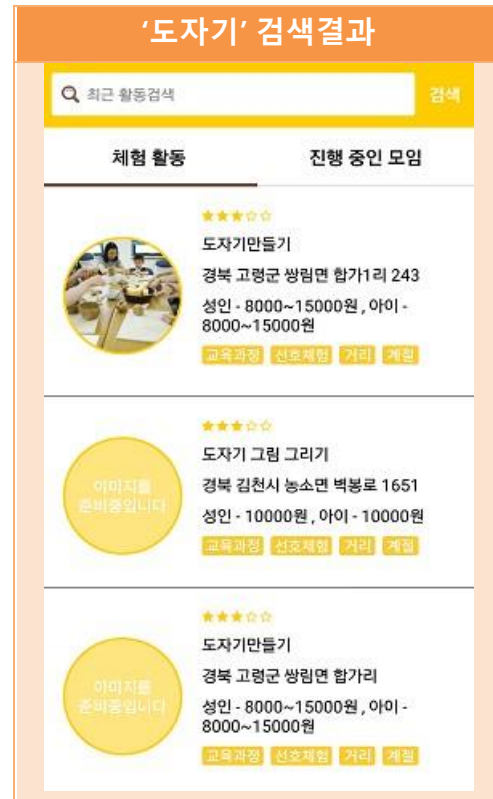 ‘도자기’ 검색결과
최근 활동검색
검색
체험 활동
진행 중인 모임
★★★☆☆
도자기만들기
경북 고령군 쌍림면 합가1리 243
성인 - 8000~15000원 , 아이 -
8000~15000원
교육과정 선호체험 거리 계절
이미지를
준비중입니다
★★★☆☆
도자기 그림 그리기
경북 김천시 농소면 벽봉로 1651
성인 - 10000원 , 아이 - 10000원
교육과정 선호체험 거리 계절
이미지를
준비중입니다
★★★☆☆
도자기만들기
경북 고령군 쌍림면 합가리
성인 - 8000~15000원 , 아이 -
8000~15000원
교육과정 선호체험 거리 계절